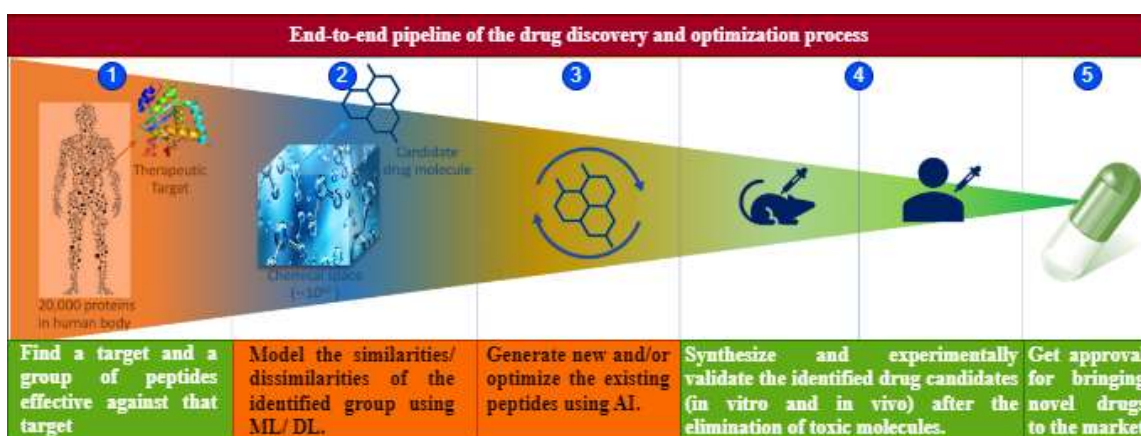 End-to-end pipeline of the drug discovery and optimization process
1
2
3
4
5
Therapeutic
Target
20,000 proteins
in human body
Candidate
drug molecule
Chemical space
Find a target and a
group of peptides
effective against that
target
Model the similarities/
dissimilarities of the
identified group using
ML/ DL.
Generate new and/or
optimize the existing
peptides using AI.
Synthesize and experimentally
validate the identified drug candidates
(in vitro and in vivo) after the
elimination of toxic molecules.
Get approva
for bringing
novel drugs
to the market